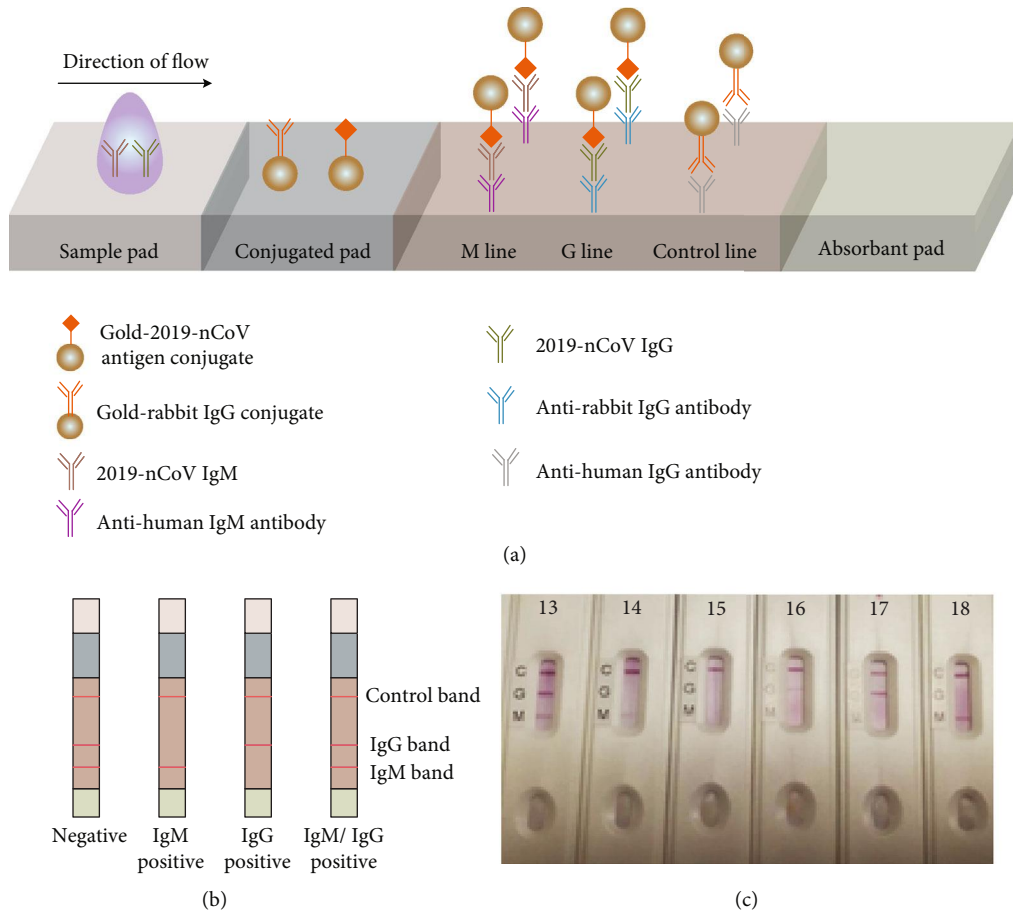 Direction of flow
Sample pad
Conjugated pad
M line
G line
Control line
Absorbant pad
Gold-2019-nCoV
antigen conjugate
Gold-rabbit IgG conjugate
2019-nCoV IgM
Anti-human IgM antibody
2019-nCoV IgG
Anti-rabbit IgG antibody
Anti-human IgG antibody
(a)
Control band
IgG band
IgM band
Negative
IgM
positive
IgG
positive
IgM/ IgG
positive
(b)
13
14
15
16
17
18
C
G
M
C
G
M
C
G
M
C
G
M
C
G
M
C
G
M
(c)